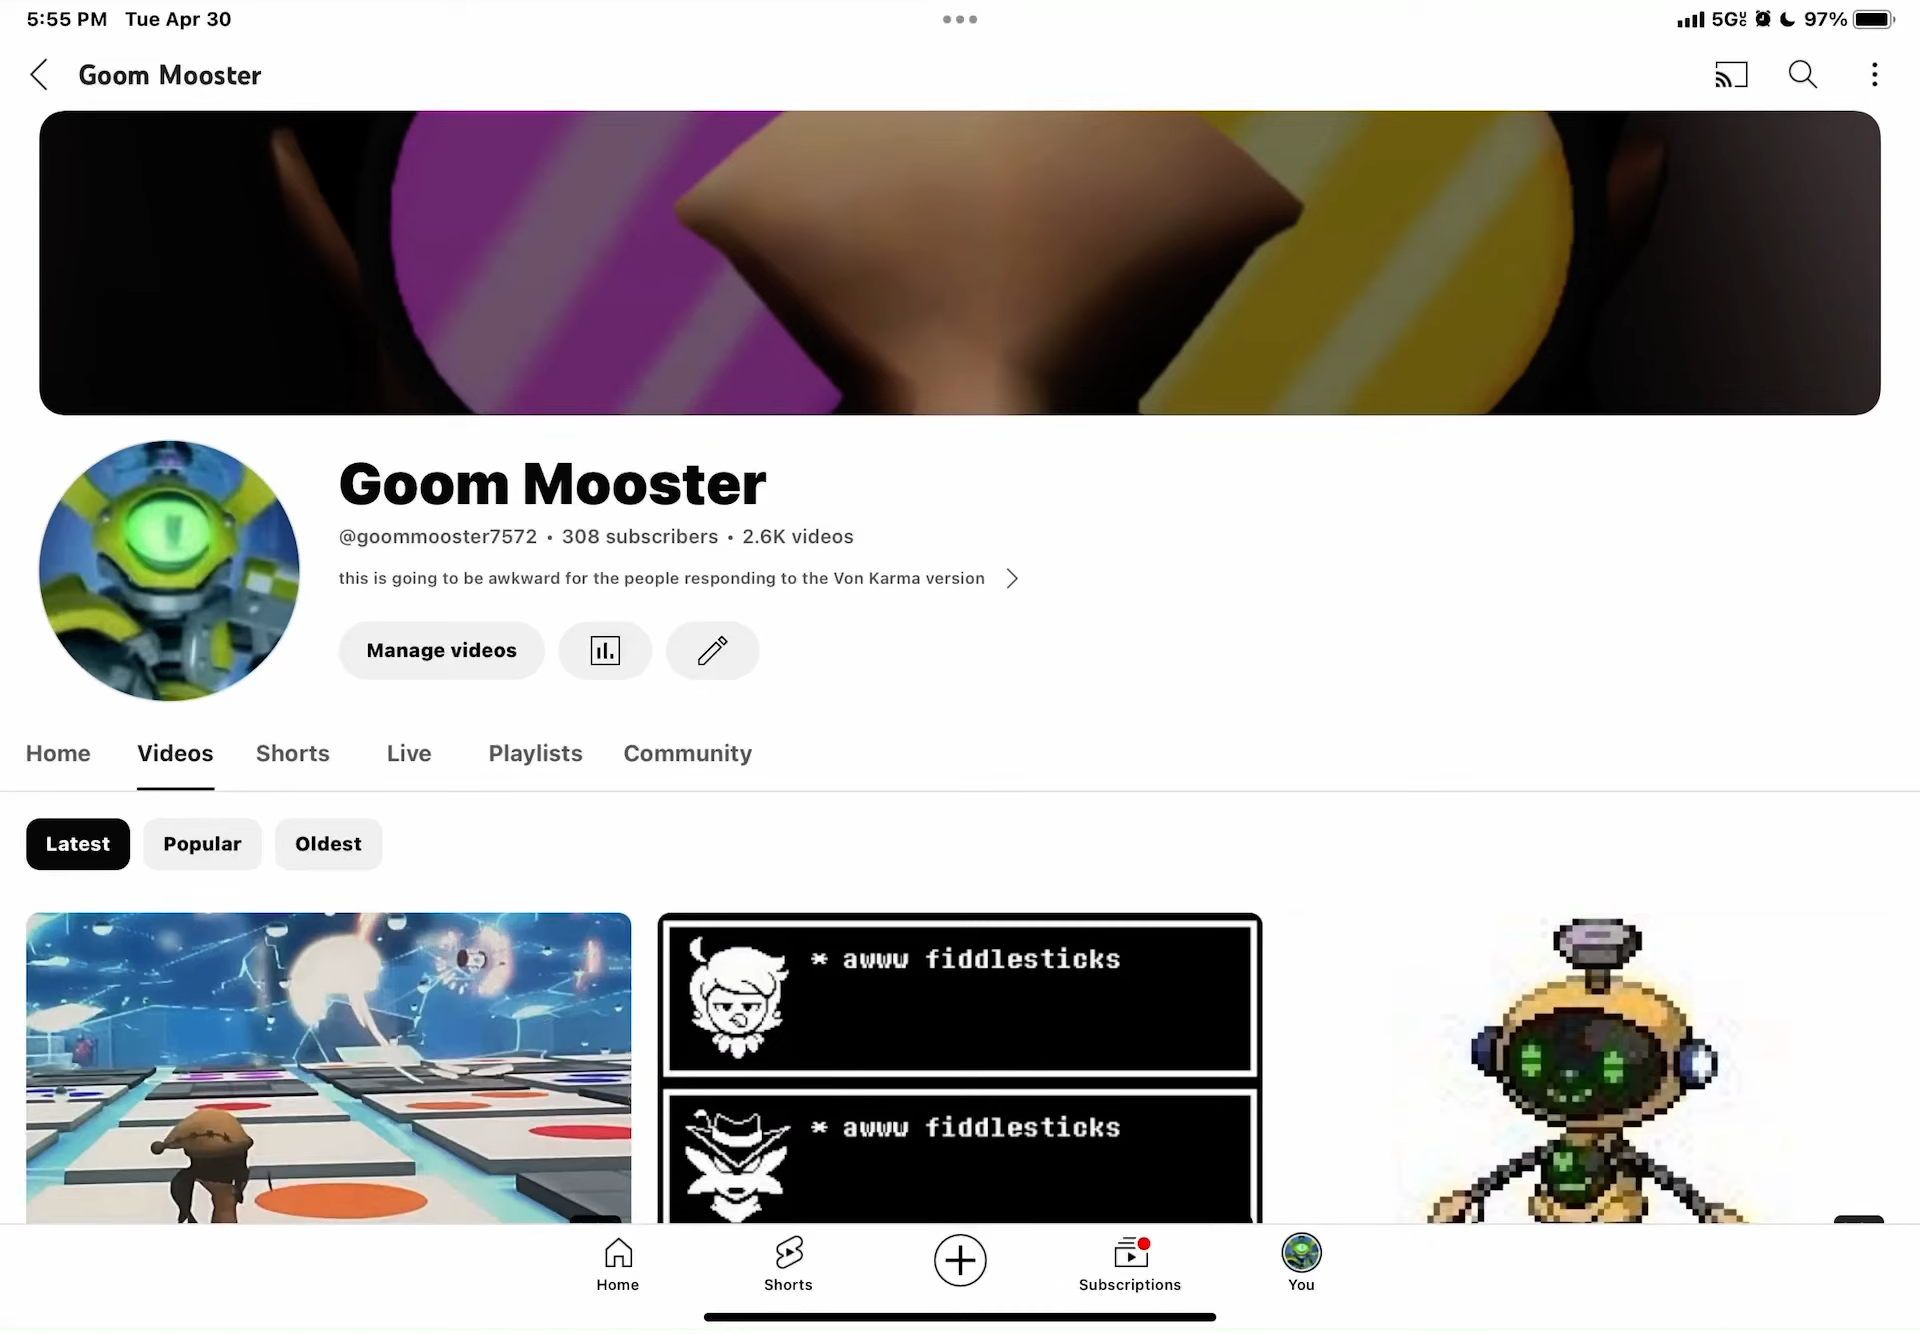 5:55 PM Tue Apr 30
5G 97%
Goom Mooster
Goom Mooster
@goommooster7572 • 308 subscribers • 2.6K videos
this is going to be awkward for the people responding to the Von Karma version
Manage videos
Home Videos Shorts Live Playlists Community
Latest Popular Oldest
* awww fiddlesticks
* awww fiddlesticks
Home Shorts Subscriptions You